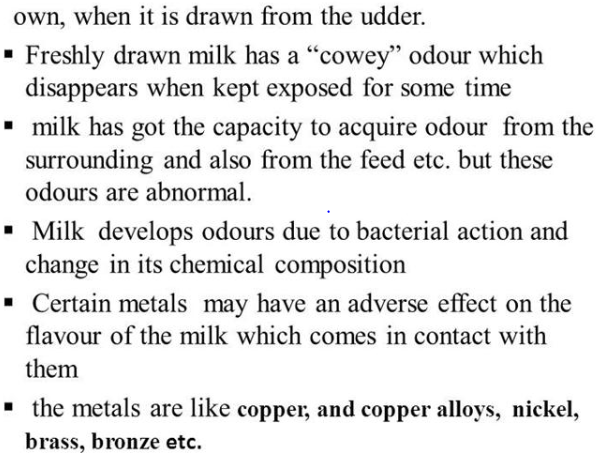 own, when it is drawn from the udder.
▪ Freshly drawn milk has a “cowey” odour which
disappears when kept exposed for some time
▪ milk has got the capacity to acquire odour from the
surrounding and also from the feed etc. but these
odours are abnormal.
▪ Milk develops odours due to bacterial action and
change in its chemical composition
▪ Certain metals may have an adverse effect on the
flavour of the milk which comes in contact with
them
▪ the metals are like copper, and copper alloys, nickel,
brass, bronze etc.